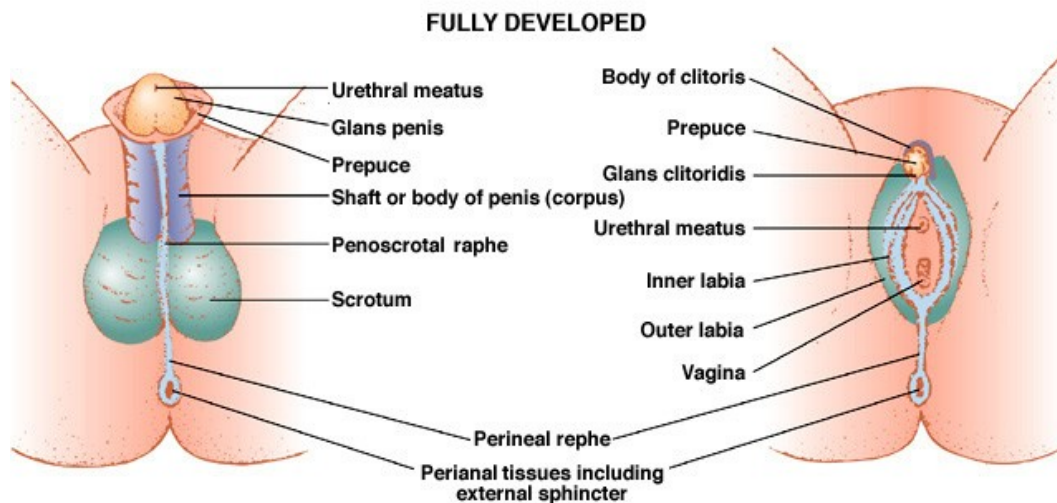 FULLY DEVELOPED
Urethral meatus
Glans penis
Prepuce
Shaft or body of penis (corpus)
Penoscrotal raphe
Scrotum
Body of clitoris
Prepuce
Glans clitoridis
Urethral meatus
Inner labia
Outer labia
Vagina
Perineal rephe
Perianal tissues including
external sphincter